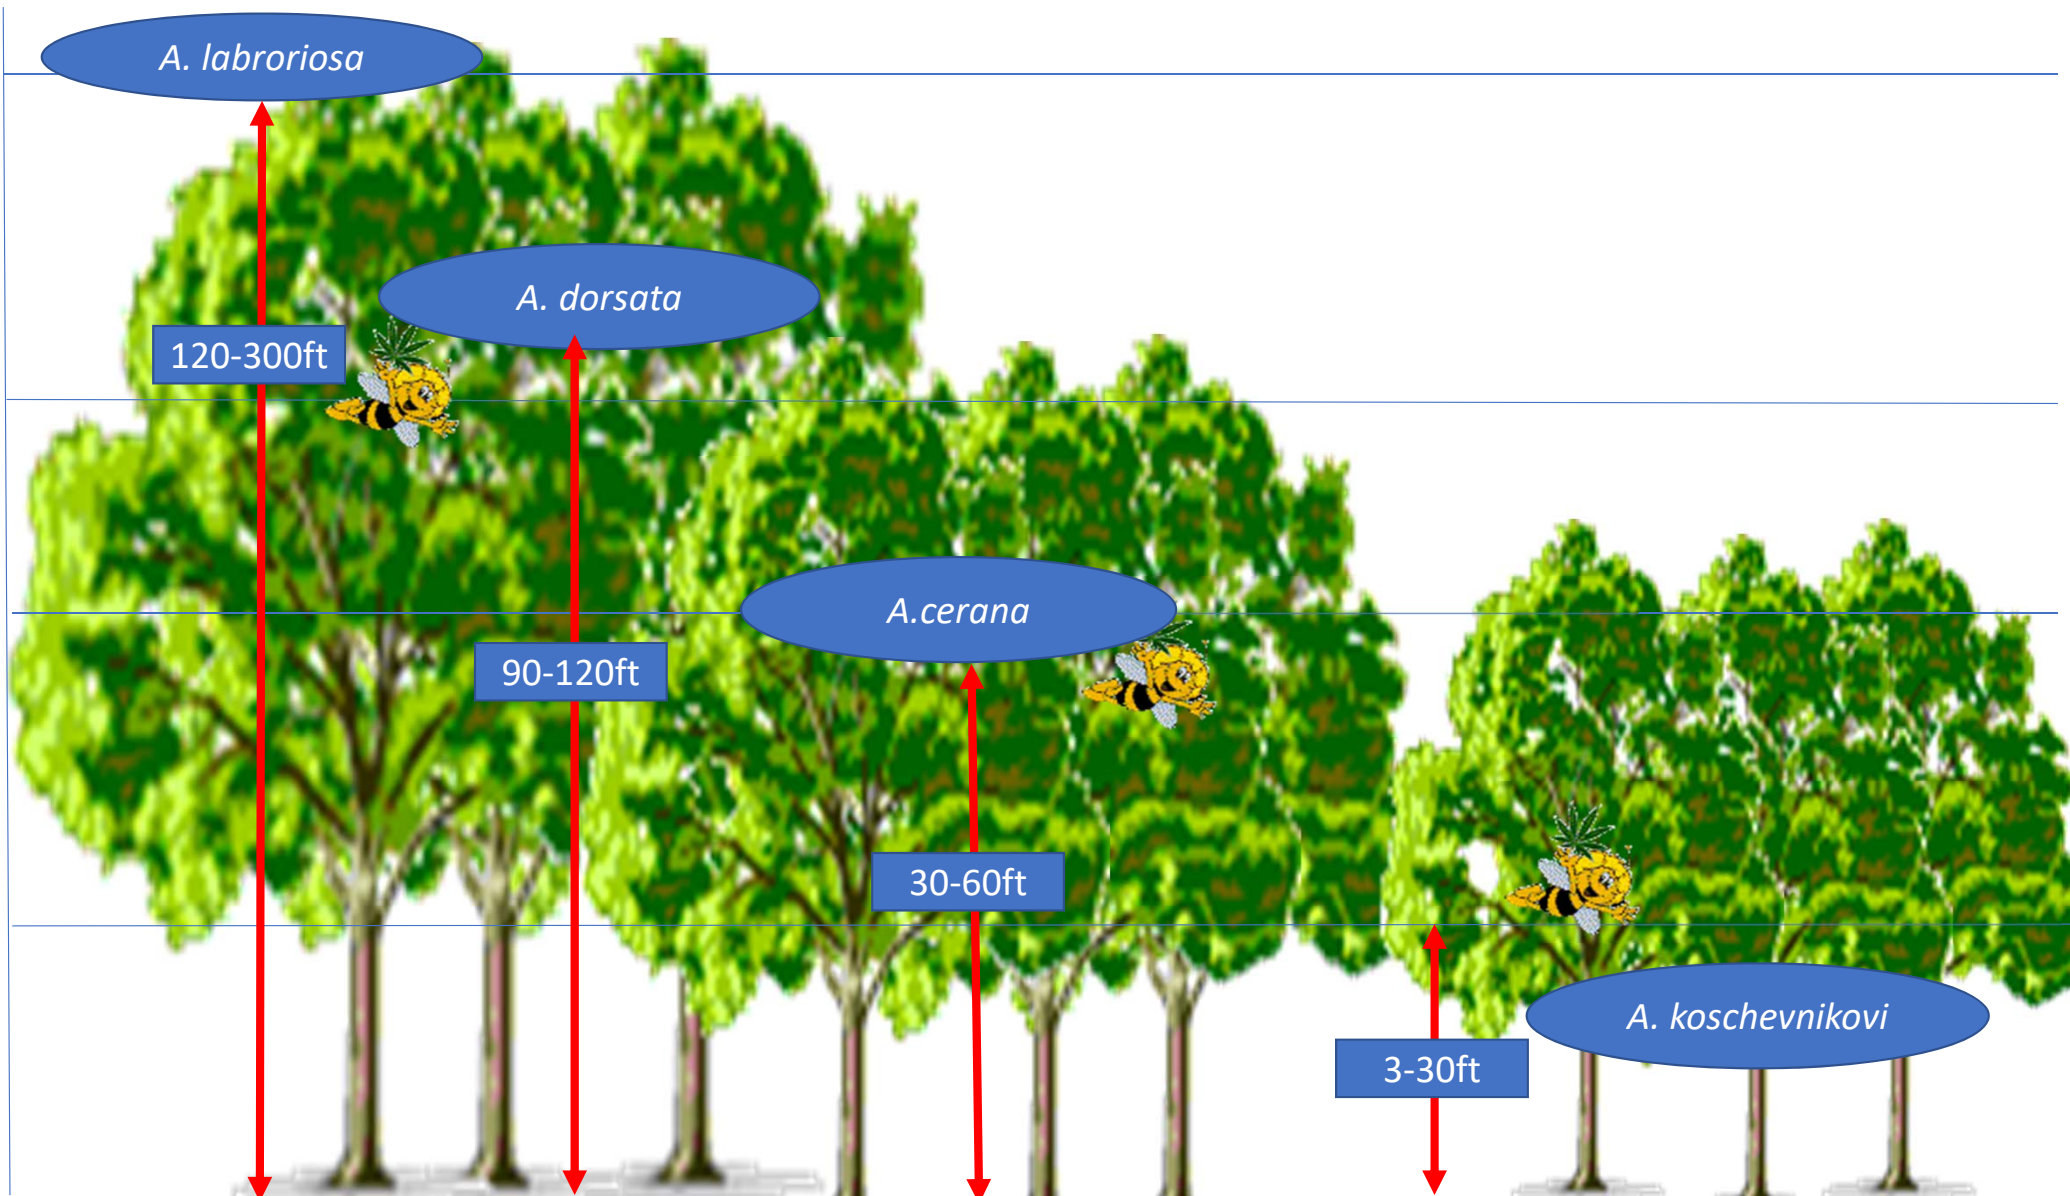 A. labroriosa
A. dorsata
120-300ft
A.cerana
90-120ft
30-60ft
A. koschevnikovi
3-30ft